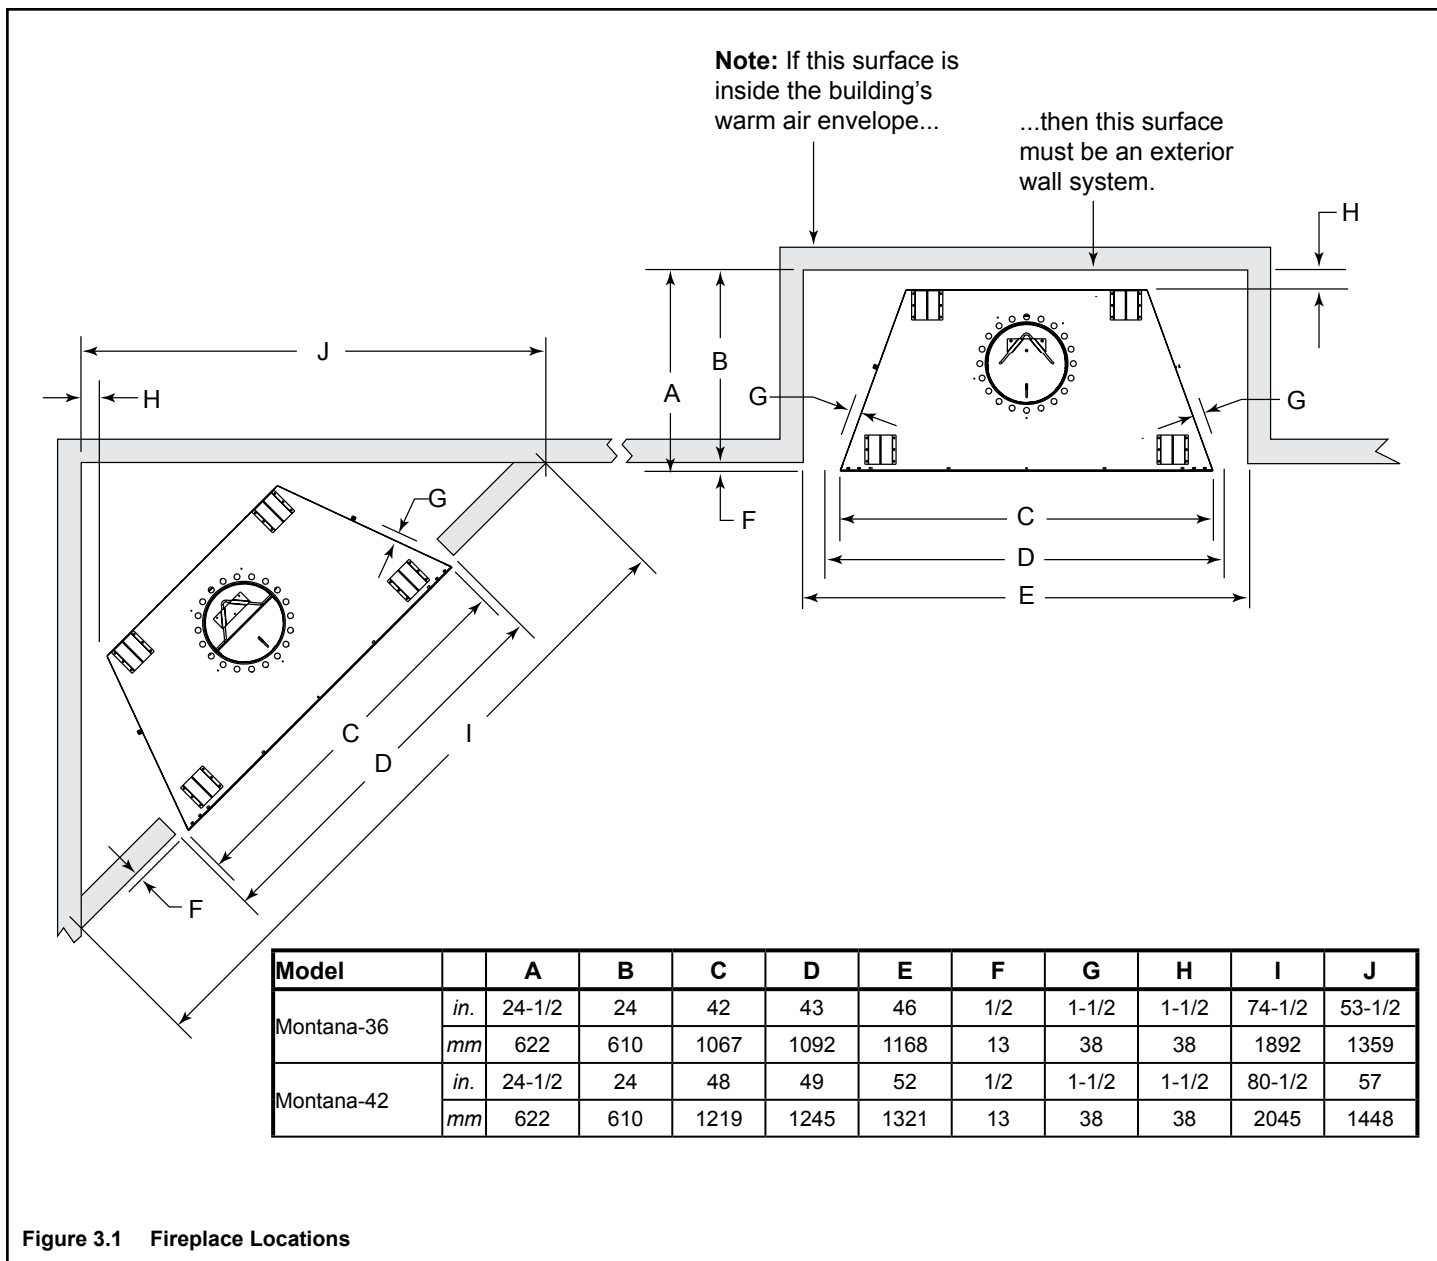 Note: If this surface is
inside the building's
warm air envelope...
...then this surface
must be an exterior
wall system.
H
J
B
A
H
G
G
G
F
C
D
E
C
D
I
F
Model A B C D E F G H I J
Montana-36
in. 24-1/2 24 42 43 46 1/2 1-1/2 1-1/2 74-1/2 53-1/2
mm 622 610 1067 1092 1168 13 38 38 1892 1359
Montana-42
in. 24-1/2 24 48 49 52 1/2 1-1/2 1-1/2 80-1/2 57
mm 622 610 1219 1245 1321 13 38 38 2045 1448
Figure 3.1 Fireplace Locations